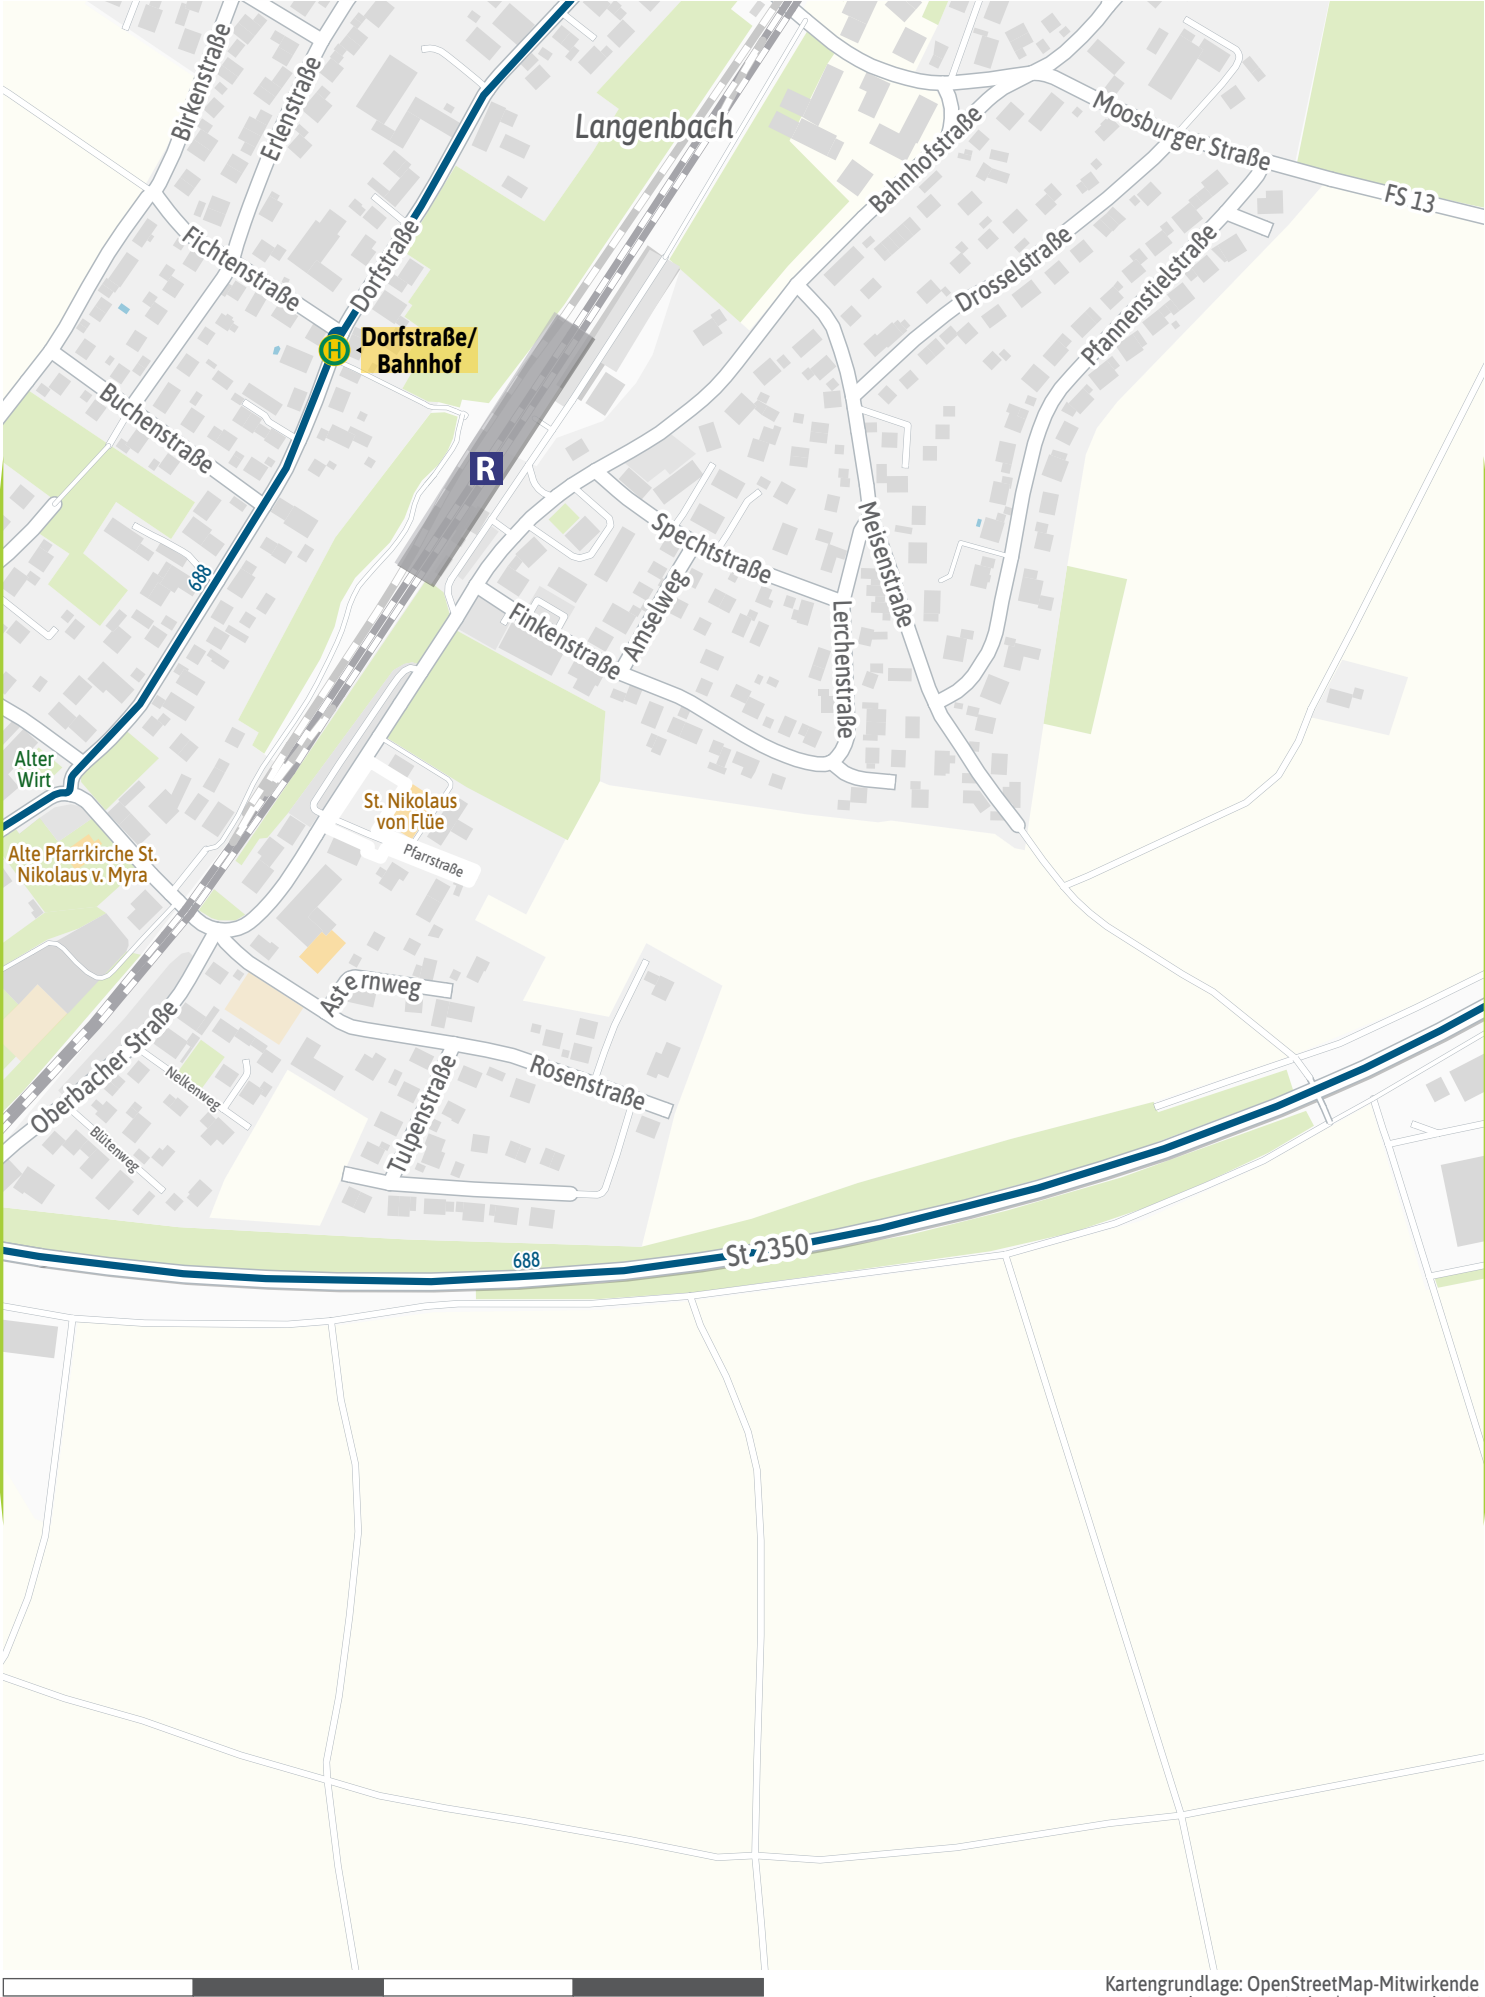 Birkenstraße
Erlenstraße
Langenbach
Moosburger Straße
Bahnhofstraße
FS 13
Fichtenstraße
Dorfstraße
Drosselstraße
Pfannenstielstraße
H
Dorfstraße/
Bahnhof
Buchenstraße
R
688
Spechtstraße
Meisenstraße
Amselweg
Finkenstraße
Lerchenstraße
Alter
Wirt
St. Nikolaus
von Flüe
Pfarrstraße
Alte Pfarrkirche St.
Nikolaus v. Myra
Asternweg
Oberbacher Straße
Nelkenweg
Rosenstraße
Tulpenstraße
Blütenweg
688
St 2350
Kartengrundlage: OpenStreetMap-Mitwirkende